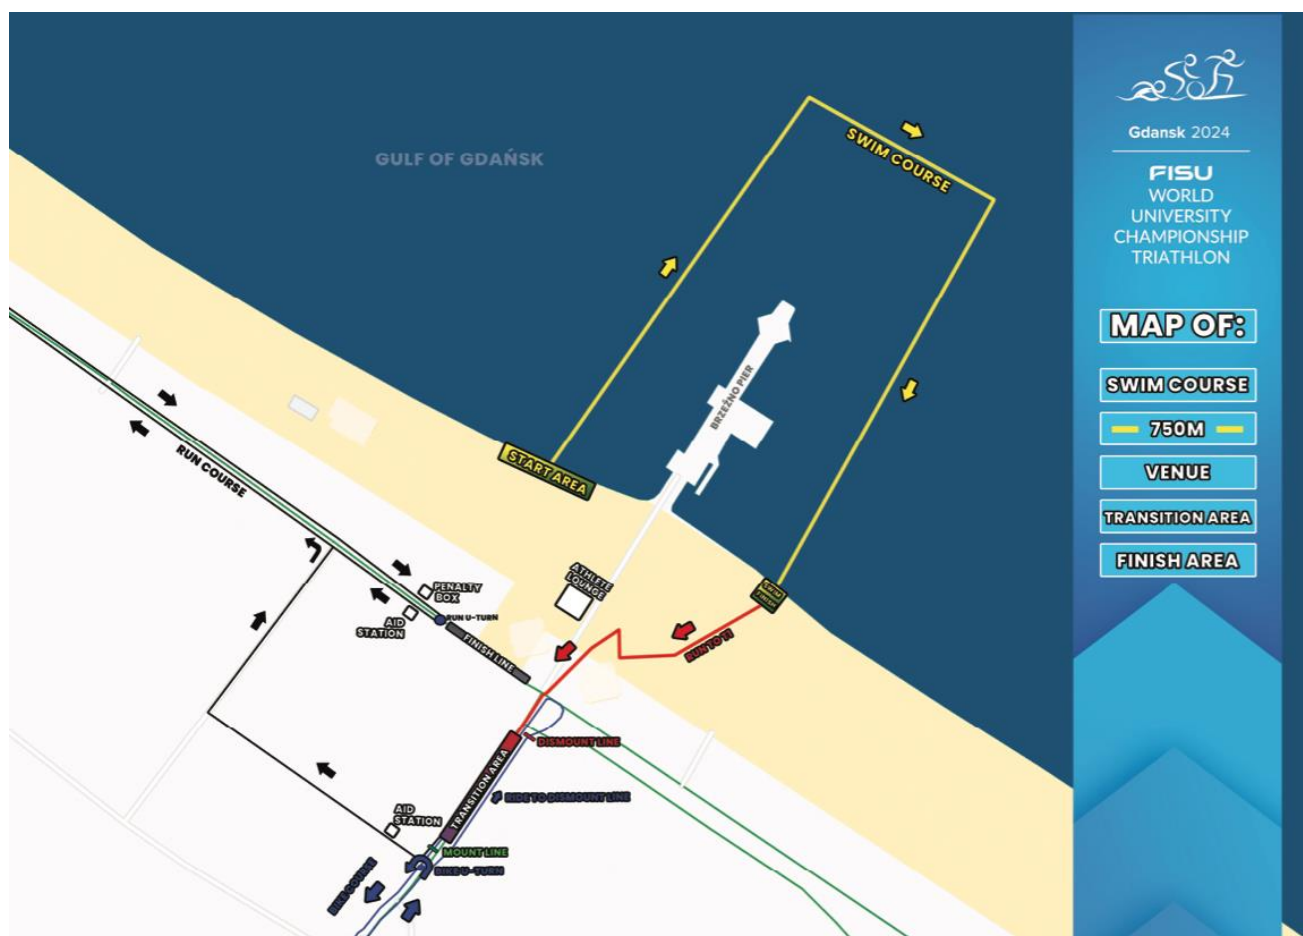 GULF OF GDAŃSK
SWIM COURSE
BRZEŹNO PIER
START AREA
RUN COURSE
ATHLETE
LOUNGE
SWIM
FINISH
PENALTY
BOX
RUN U-TURN
AID
STATION
FINISH LINE
RUN TO T1
DISMOUNT LINE
TRANSITION AREA
RIDE TO DISMOUNT LINE
AID
STATION
MOUNT LINE
BIKE U-TURN
BIKE COURSE
Gdansk 2024
FISU
WORLD
UNIVERSITY
CHAMPIONSHIP
TRIATHLON
MAP OF:
SWIM COURSE
750M
VENUE
TRANSITION AREA
FINISH AREA